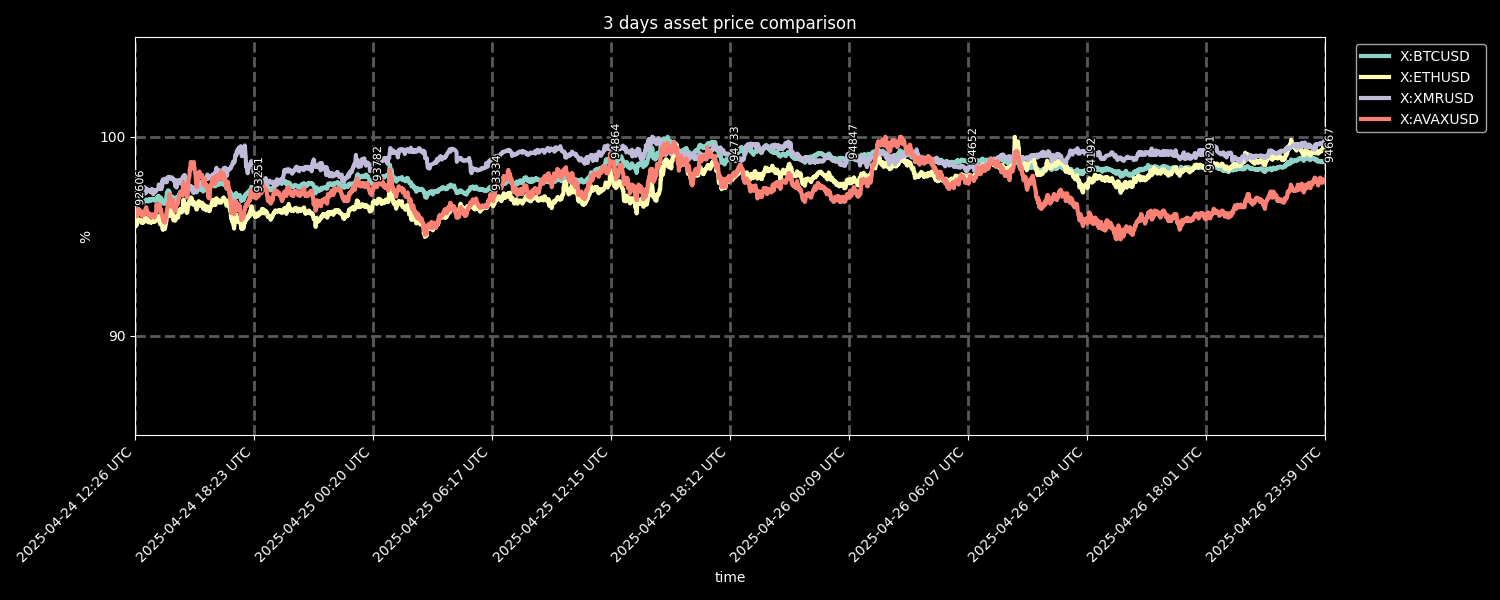 3 days asset price comparison
X:BTCUSD
X:ETHUSD
X:XMRUSD
X:AVAXUSD
100
90
%
92606
93251
93782
93334
94864
94733
94847
94652
94192
94291
94667
2025-04-24 12:26 UTC
2025-04-24 18:23 UTC
2025-04-25 00:20 UTC
2025-04-25 06:17 UTC
2025-04-25 12:15 UTC
2025-04-25 18:12 UTC
2025-04-26 00:09 UTC
2025-04-26 06:07 UTC
2025-04-26 12:04 UTC
2025-04-26 18:01 UTC
2025-04-26 23:59 UTC
time